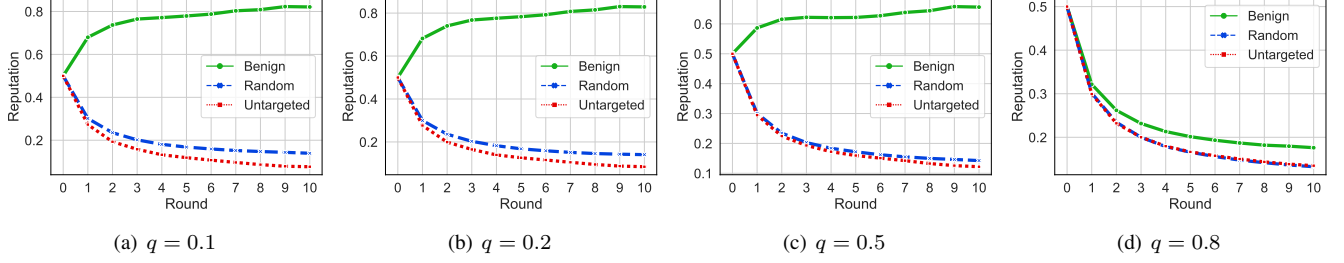 0.8
0.6
0.4
0.2
Reputation
0 1 2 3 4 5 6 7 8 9 10
Round
Benign
Random
Untargeted
(a) q = 0.1
0.8
0.6
0.4
0.2
Reputation
0 1 2 3 4 5 6 7 8 9 10
Round
Benign
Random
Untargeted
(b) q = 0.2
0.6
0.5
0.4
0.3
0.2
0.1
Reputation
0 1 2 3 4 5 6 7 8 9 10
Round
Benign
Random
Untargeted
(c) q = 0.5
0.5
0.4
0.3
0.2
Reputation
0 1 2 3 4 5 6 7 8 9 10
Round
Benign
Random
Untargeted
(d) q = 0.8